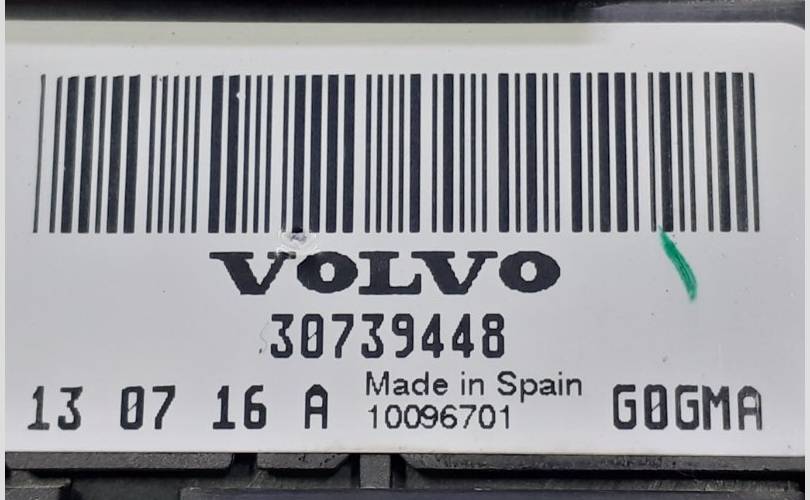 VOLVO
30739448
Made in Spain
13 07 16 A 10096701 G0GMA